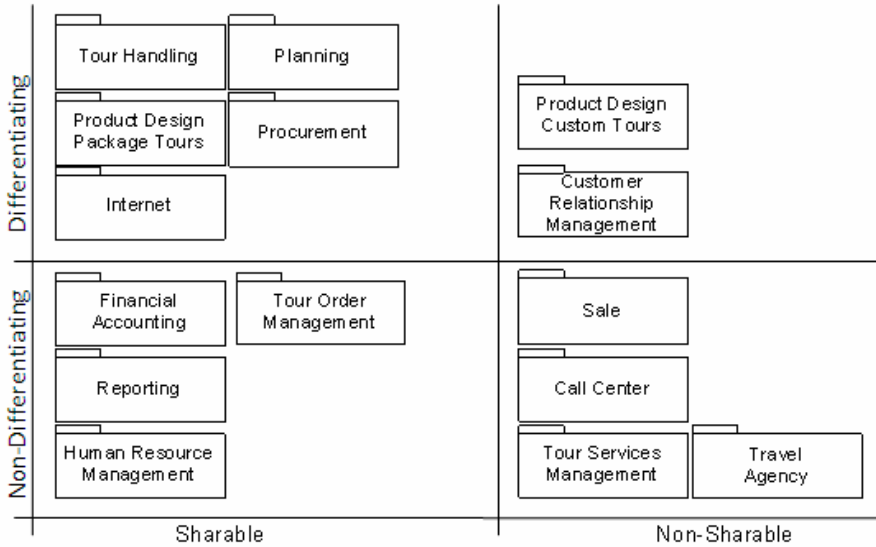 Differentiating
Tour Handling
Planning
Product Design
Package Tours
Procurement
Internet
Product Design
Custom Tours
Customer
Relationship
Management
Non-Differentiating
Financial
Accounting
Tour Order
Management
Reporting
Human Resource
Management
Sale
Call Center
Tour Services
Management
Travel
Agency
Sharable
Non-Sharable